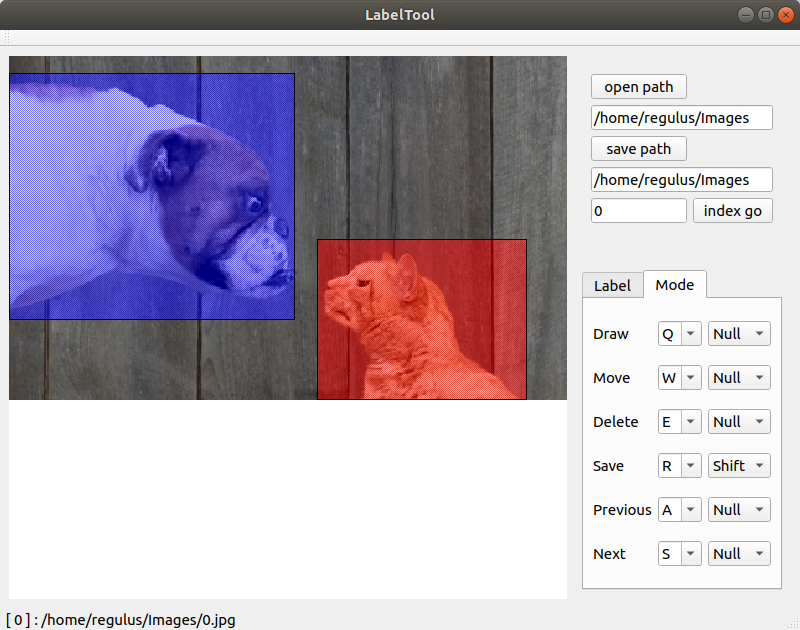 LabelTool
open path
/home/regulus/Images
save path
/home/regulus/Images
0 index go
Label Mode
Draw Q Null
Move W Null
Delete E Null
Save R Shift
Previous A Null
Next S Null
[ 0 ] : /home/regulus/Images/0.jpg